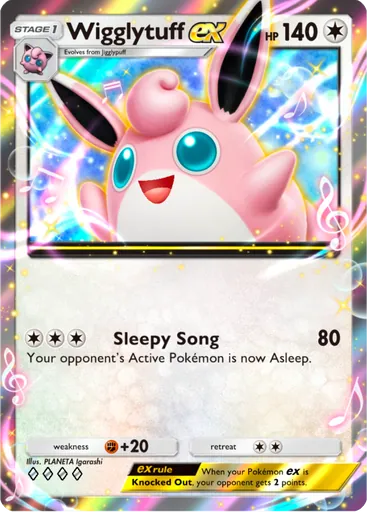 STAGE 1 Wigglytuff ex HP 140
Evolves from Jigglypuff
Sleepy Song 80
Your opponent's Active Pokémon is now Asleep.
weakness +20 retreat
Illus. PLANETA Igarashi
ex rule When your Pokémon ex is
Knocked Out, your opponent gets 2 points.